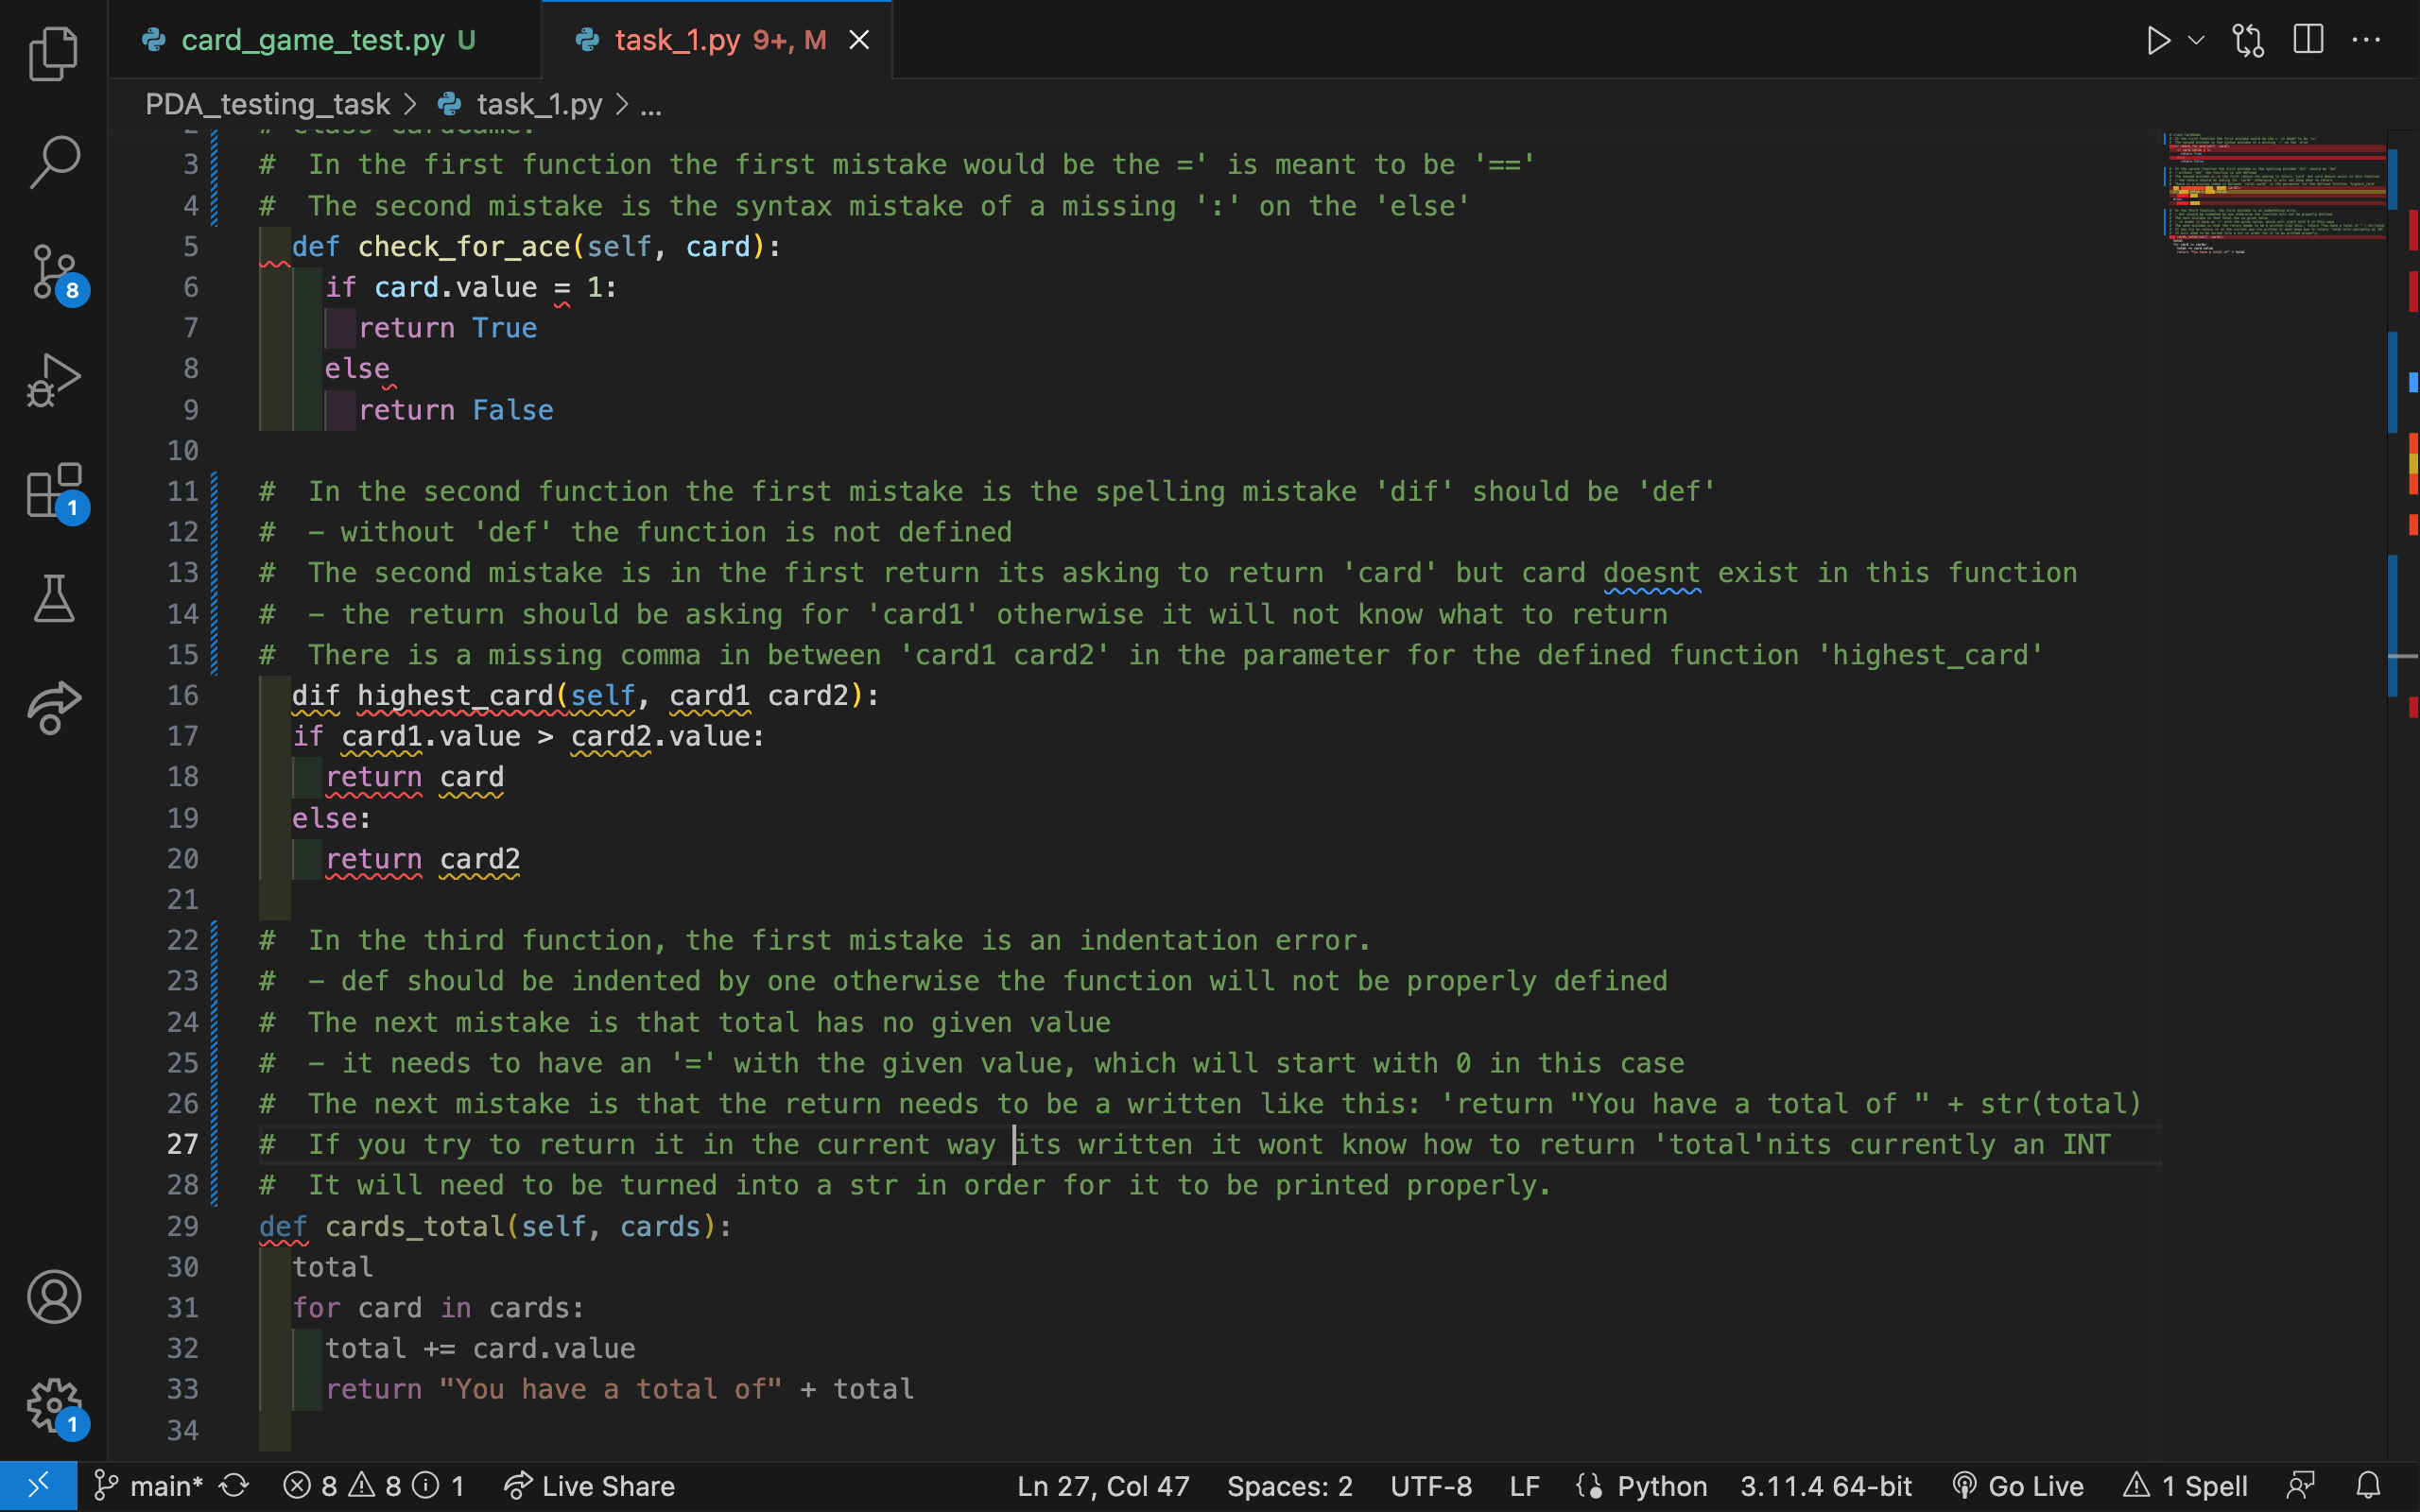 card_game_test.py U
task_1.py 9+, M
PDA_testing_task > task_1.py > ...
2 # class CardGame:
3 #  In the first function the first mistake would be the =' is meant to be '=='
4 #  The second mistake is the syntax mistake of a missing ':' on the 'else'
5   def check_for_ace(self, card):
6     if card.value = 1:
7       return True
8     else
9       return False
10
11 #  In the second function the first mistake is the spelling mistake 'dif' should be 'def'
12 #  - without 'def' the function is not defined
13 #  The second mistake is in the first return its asking to return 'card' but card doesnt exist in this function
14 #  - the return should be asking for 'card1' otherwise it will not know what to return
15 #  There is a missing comma in between 'card1 card2' in the parameter for the defined function 'highest_card'
16   dif highest_card(self, card1 card2):
17   if card1.value > card2.value:
18     return card
19   else:
20     return card2
21
22 #  In the third function, the first mistake is an indentation error.
23 #  - def should be indented by one otherwise the function will not be properly defined
24 #  The next mistake is that total has no given value
25 #  - it needs to have an '=' with the given value, which will start with 0 in this case
26 #  The next mistake is that the return needs to be a written like this: 'return "You have a total of " + str(total)
27 #  If you try to return it in the current way its written it wont know how to return 'total'nits currently an INT
28 #  It will need to be turned into a str in order for it to be printed properly.
29 def cards_total(self, cards):
30   total
31   for card in cards:
32     total += card.value
33     return "You have a total of" + total
34
8
1
1
main* 8 8 1 Live Share Ln 27, Col 47 Spaces: 2 UTF-8 LF Python 3.11.4 64-bit Go Live 1 Spell